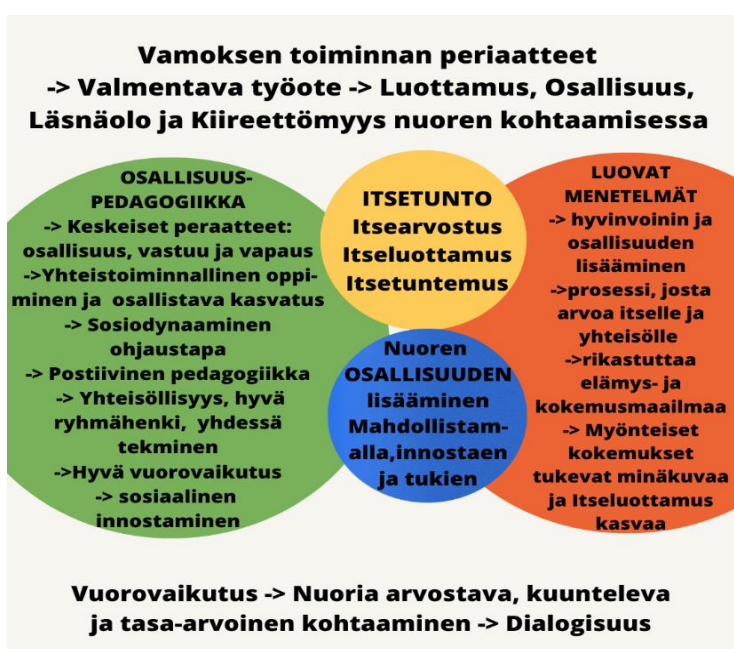 Vamoksen toiminnan periaatteet
-> Valmentava työote -> Luottamus, Osallisuus,
Läsnäolo ja Kiireettömyys nuoren kohtaamisessa
OSALLISUUS-
PEDAGOGIIKKA
-> Keskeiset peraatteet:
osallisuus, vastuu ja vapaus
->Yhteistoiminnallinen oppi-
minen ja osallistava kasvatus
-> Sosiodynaaminen
ohjaustapa
-> Postiivinen pedagogiikka
-> Yhteisöllisyys, hyvä
ryhmähenki, yhdessä
tekminen
->Hyvä vuorovaikutus
-> sosiaalinen
innostaminen
ITSETUNTO
Itsearvostus
Itseluottamus
Itsetuntemus
Nuoren
OSALLISUUDEN
lisääminen
Mahdollistam-
alla,innostaen
ja tukien
LUOVAT
MENETELMÄT
-> hyvinvoinin ja
osallisuuden
lisääminen
->prosessi, josta
arvoa itselle ja
yhteisölle
->rikastuttaa
elämys- ja
kokemusmaailmaa
-> Myönteiset
kokemukset
tukevat minäkuvaa
ja Itseluottamus
kasvaa
Vuorovaikutus -> Nuoria arvostava, kuunteleva
ja tasa-arvoinen kohtaaminen -> Dialogisuus